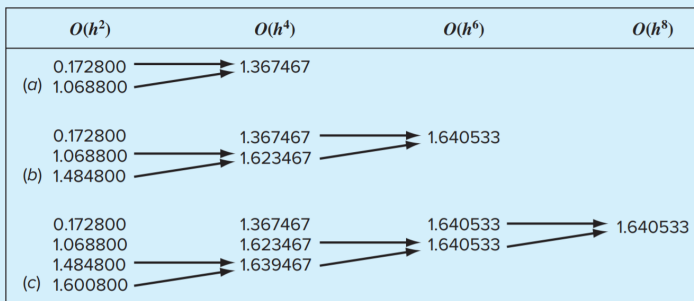 O(h²) O(h⁴) O(h⁶) O(h⁸)
0.172800 1.367467
(a) 1.068800
0.172800 1.367467 1.640533
1.068800 1.623467
(b) 1.484800
0.172800 1.367467 1.640533 1.640533
1.068800 1.623467 1.640533
1.484800 1.639467
(c) 1.600800